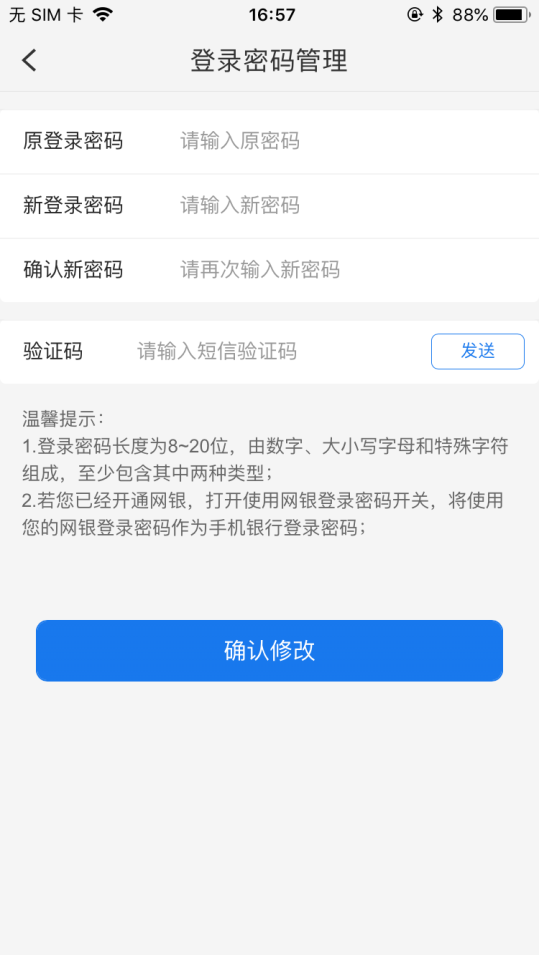 无 SIM 卡 16:57 88%
登录密码管理
原登录密码 请输入原密码
新登录密码 请输入新密码
确认新密码 请再次输入新密码
验证码 请输入短信验证码 发送
温馨提示：
1.登录密码长度为8~20位，由数字、大小写字母和特殊字符
组成，至少包含其中两种类型；
2.若您已经开通网银，打开使用网银登录密码开关，将使用
您的网银登录密码作为手机银行登录密码；
确认修改